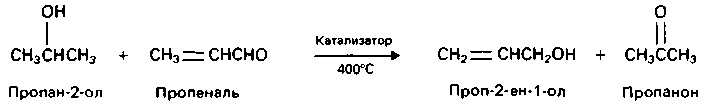 OH O
CH₃CHCH₃ + CH₃=CHCHO Катализатор 400°C CH₂=CHCH₂OH + CH₃CCH₃
Пропан-2-ол Пропеналь Проп-2-ен-1-ол Пропанон